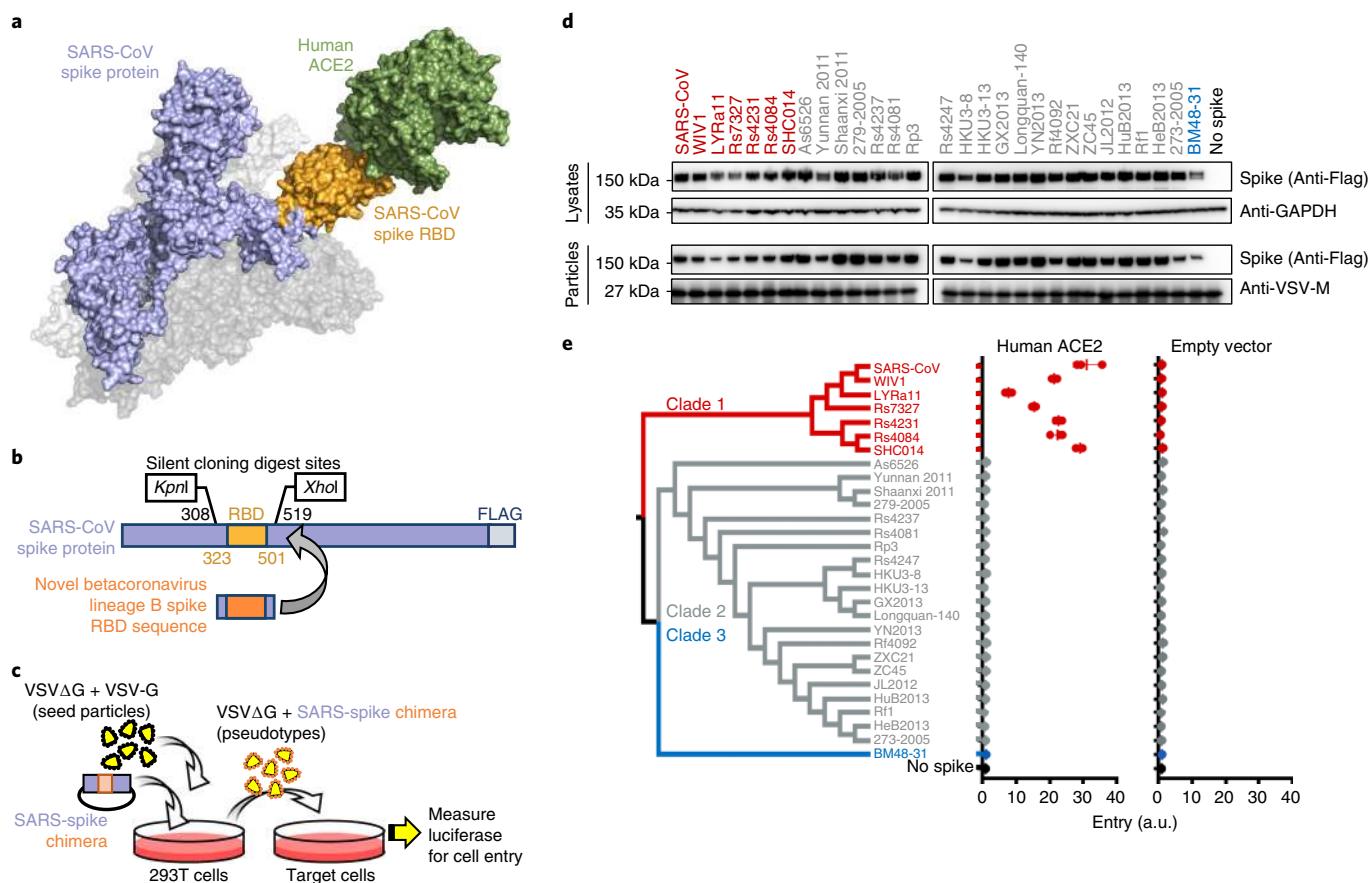 a
SARS-CoV
spike protein
Human
ACE2
SARS-CoV
spike RBD
b
Silent cloning digest sites
KpnI
XhoI
308
RBD
519
FLAG
SARS-CoV
spike protein
323
501
Novel betacoronavirus
lineage B spike
RBD sequence
c
VSVΔG + VSV-G
(seed particles)
VSVΔG + SARS-spike chimera
(pseudotypes)
SARS-spike
chimera
293T cells
Target cells
Measure
luciferase
for cell entry
d
SARS-CoV
WIV1
LYRa11
Rs7327
Rs4231
Rs4084
SHC014
As6526
Yunnan 2011
Shaanxi 2011
279-2005
Rs4237
Rs4081
Rp3
Rs4247
HKU3-8
HKU3-13
GX2013
Longquan-140
YN2013
Rf4092
ZXC21
ZC45
JL2012
HuB2013
Rf1
HeB2013
273-2005
BM48-31
No spike
Lysates
150 kDa
Spike (Anti-Flag)
35 kDa
Anti-GAPDH
Particles
150 kDa
Spike (Anti-Flag)
27 kDa
Anti-VSV-M
e
Human ACE2
Empty vector
Clade 1
SARS-CoV
WIV1
LYRa11
Rs7327
Rs4231
Rs4084
SHC014
As6526
Yunnan 2011
Shaanxi 2011
279-2005
Rs4237
Rs4081
Rp3
Rs4247
HKU3-8
HKU3-13
GX2013
Longquan-140
Clade 2
Clade 3
YN2013
Rf4092
ZXC21
ZC45
JL2012
HuB2013
Rf1
HeB2013
273-2005
BM48-31
No spike
0 10 20 30 40
0 10 20 30 40
Entry (a.u.)